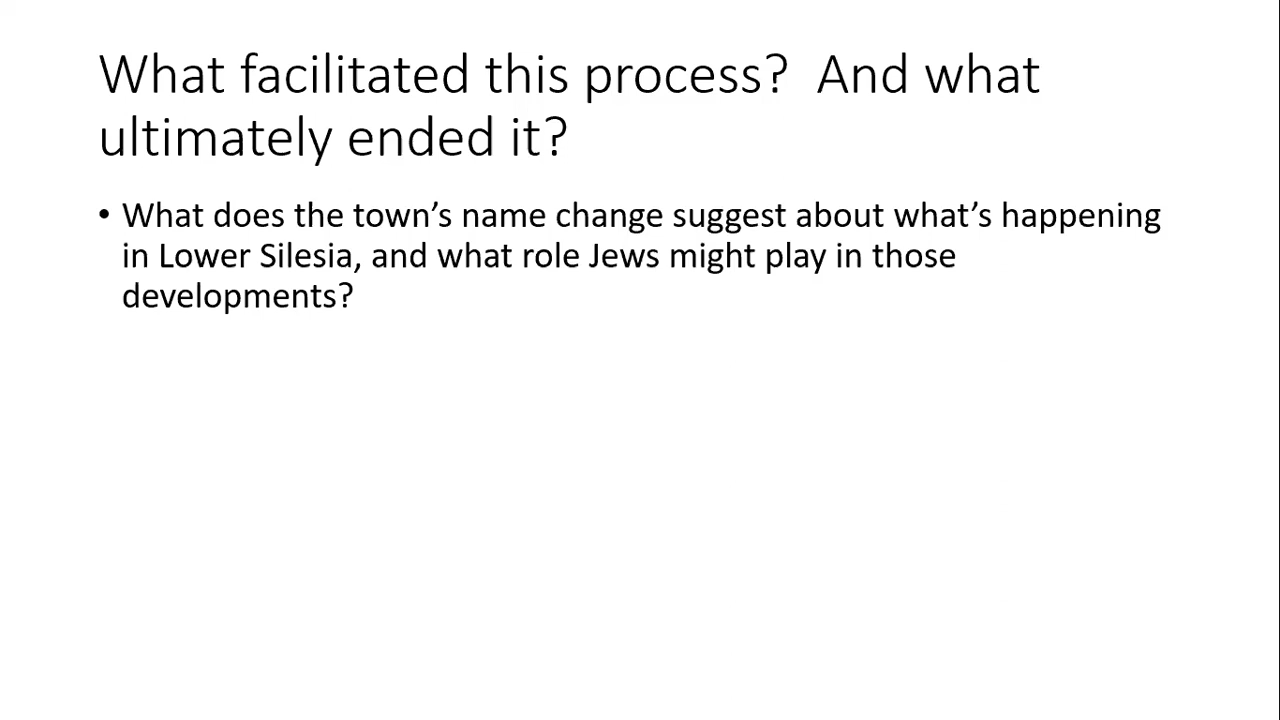 What facilitated this process?  And what
ultimately ended it?
• What does the town’s name change suggest about what’s happening
in Lower Silesia, and what role Jews might play in those
developments?